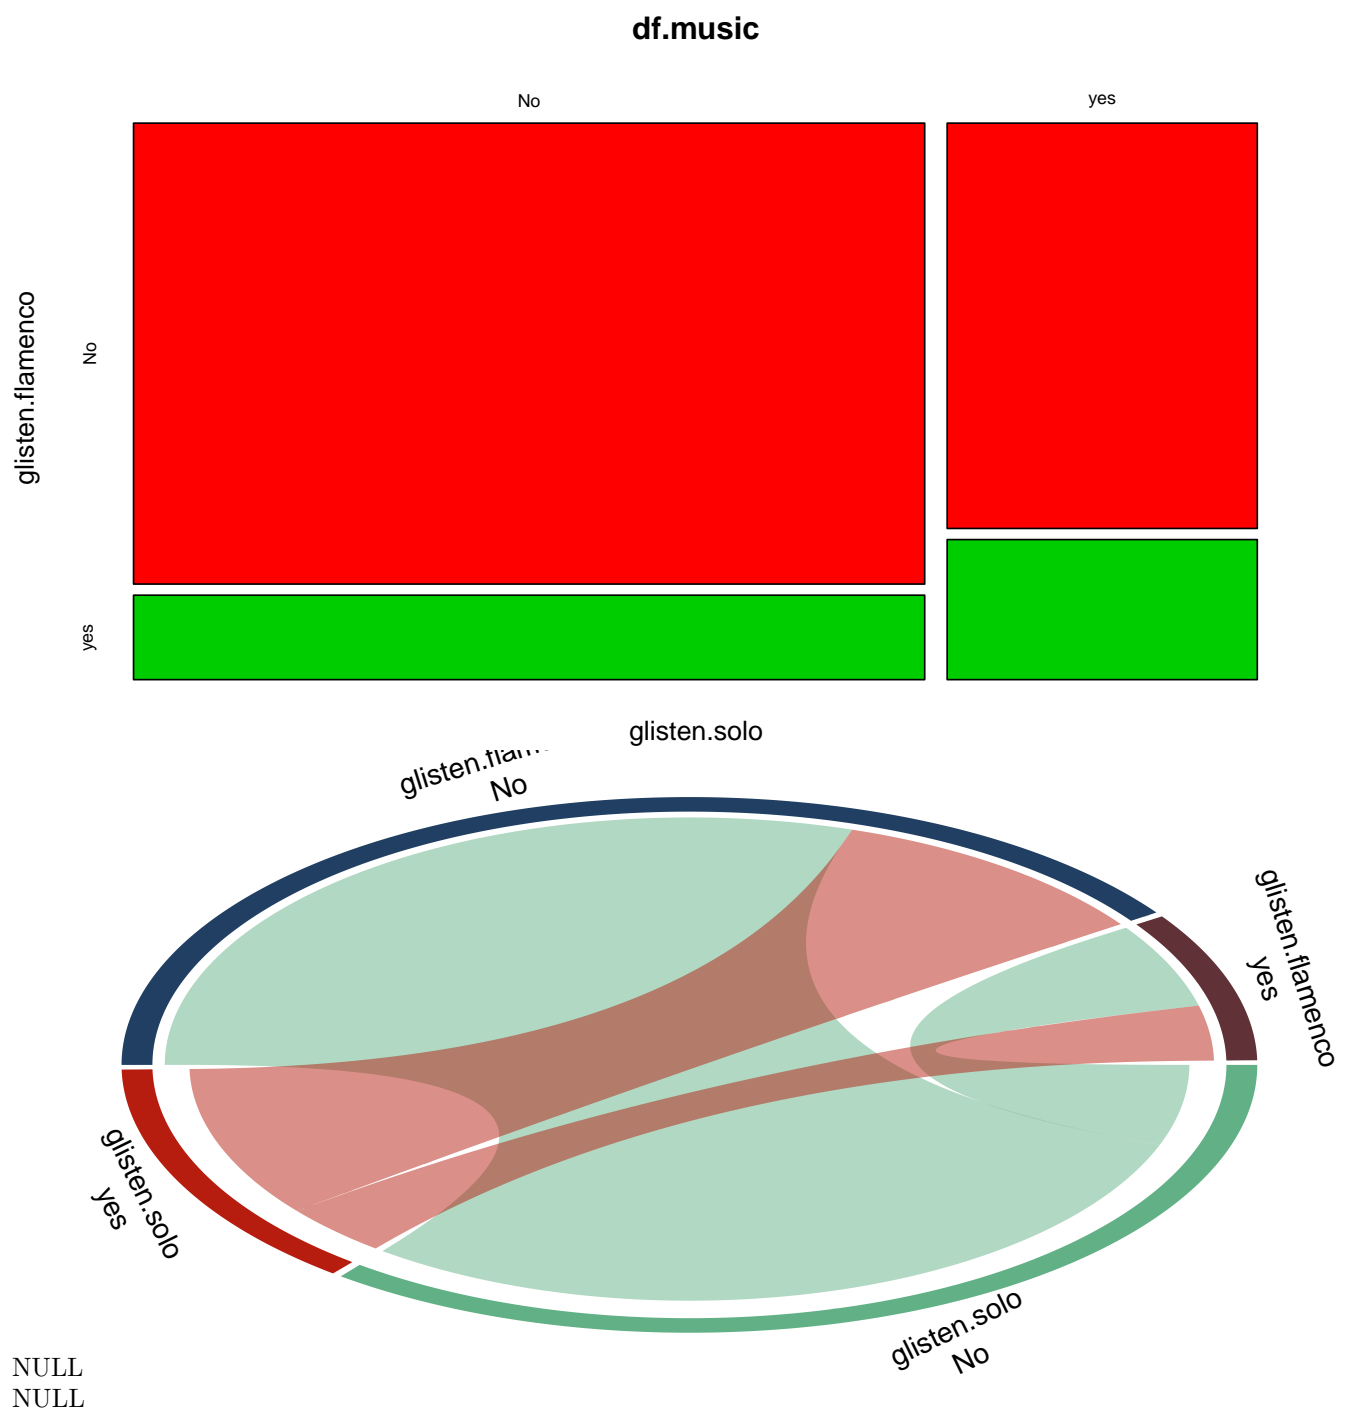 df.music
No
yes
glisten.flamenco
No
yes
glisten.solo
No
glisten.flamenco
yes
glisten.solo
yes
glisten.solo
No
NULL
NULL